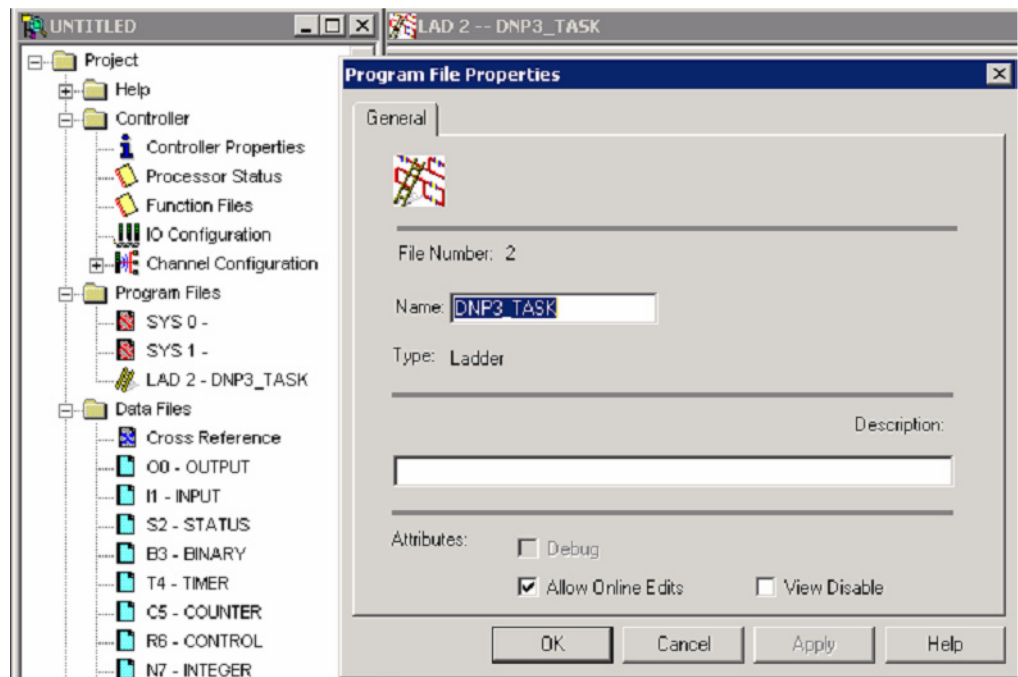 UNTITLED
LAD 2 -- DNP3_TASK
Project
Help
Controller
Controller Properties
Processor Status
Function Files
IO Configuration
Channel Configuration
Program Files
SYS 0 -
SYS 1 -
LAD 2 - DNP3_TASK
Data Files
Cross Reference
O0 - OUTPUT
I1 - INPUT
S2 - STATUS
B3 - BINARY
T4 - TIMER
C5 - COUNTER
R6 - CONTROL
N7 - INTEGER
Program File Properties
General
File Number: 2
Name: DNP3_TASK
Type: Ladder
Description:
Attributes:
Debug
Allow Online Edits
View Disable
OK
Cancel
Apply
Help